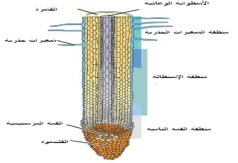 الأسطوانة الوعائية
القشرة
منطقة الشعيرات الجذرية
شعيرات جذرية
منطقة الإستطالة
القمة المرستيمية
منطقة القمة النامية
القلنسوة